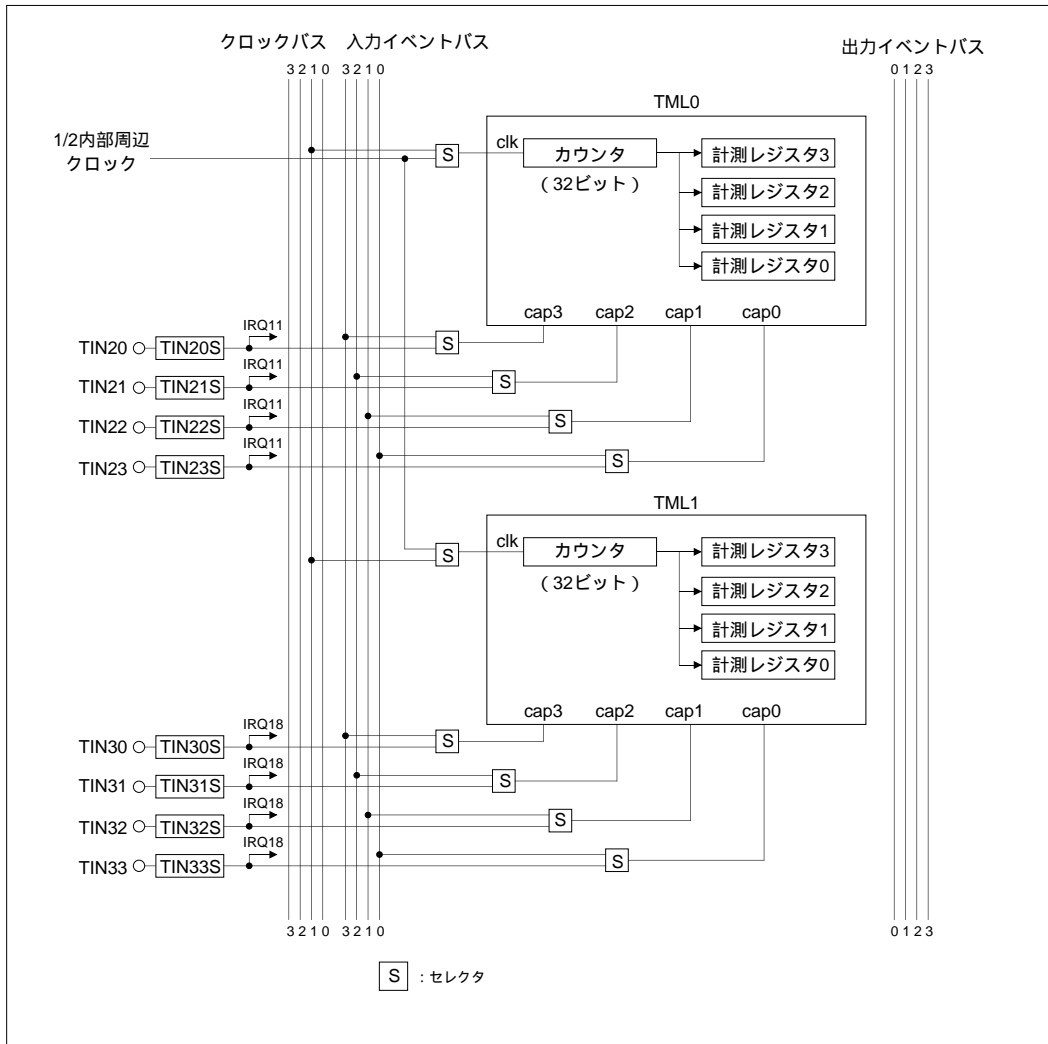 クロックバス 入力イベントバス 出力イベントバス
3 2 1 0 3 2 1 0 0 1 2 3
TML0
1/2内部周辺
クロック
S
clk
カウンタ
(32ビット)
計測レジスタ3
計測レジスタ2
計測レジスタ1
計測レジスタ0
cap3 cap2 cap1 cap0
IRQ11
TIN20 TIN20S S
IRQ11
TIN21 TIN21S S
IRQ11
TIN22 TIN22S S
IRQ11
TIN23 TIN23S S
TML1
S
clk
カウンタ
(32ビット)
計測レジスタ3
計測レジスタ2
計測レジスタ1
計測レジスタ0
cap3 cap2 cap1 cap0
IRQ18
TIN30 TIN30S S
IRQ18
TIN31 TIN31S S
IRQ18
TIN32 TIN32S S
IRQ18
TIN33 TIN33S S
3 2 1 0 3 2 1 0 0 1 2 3
S :セレクタ